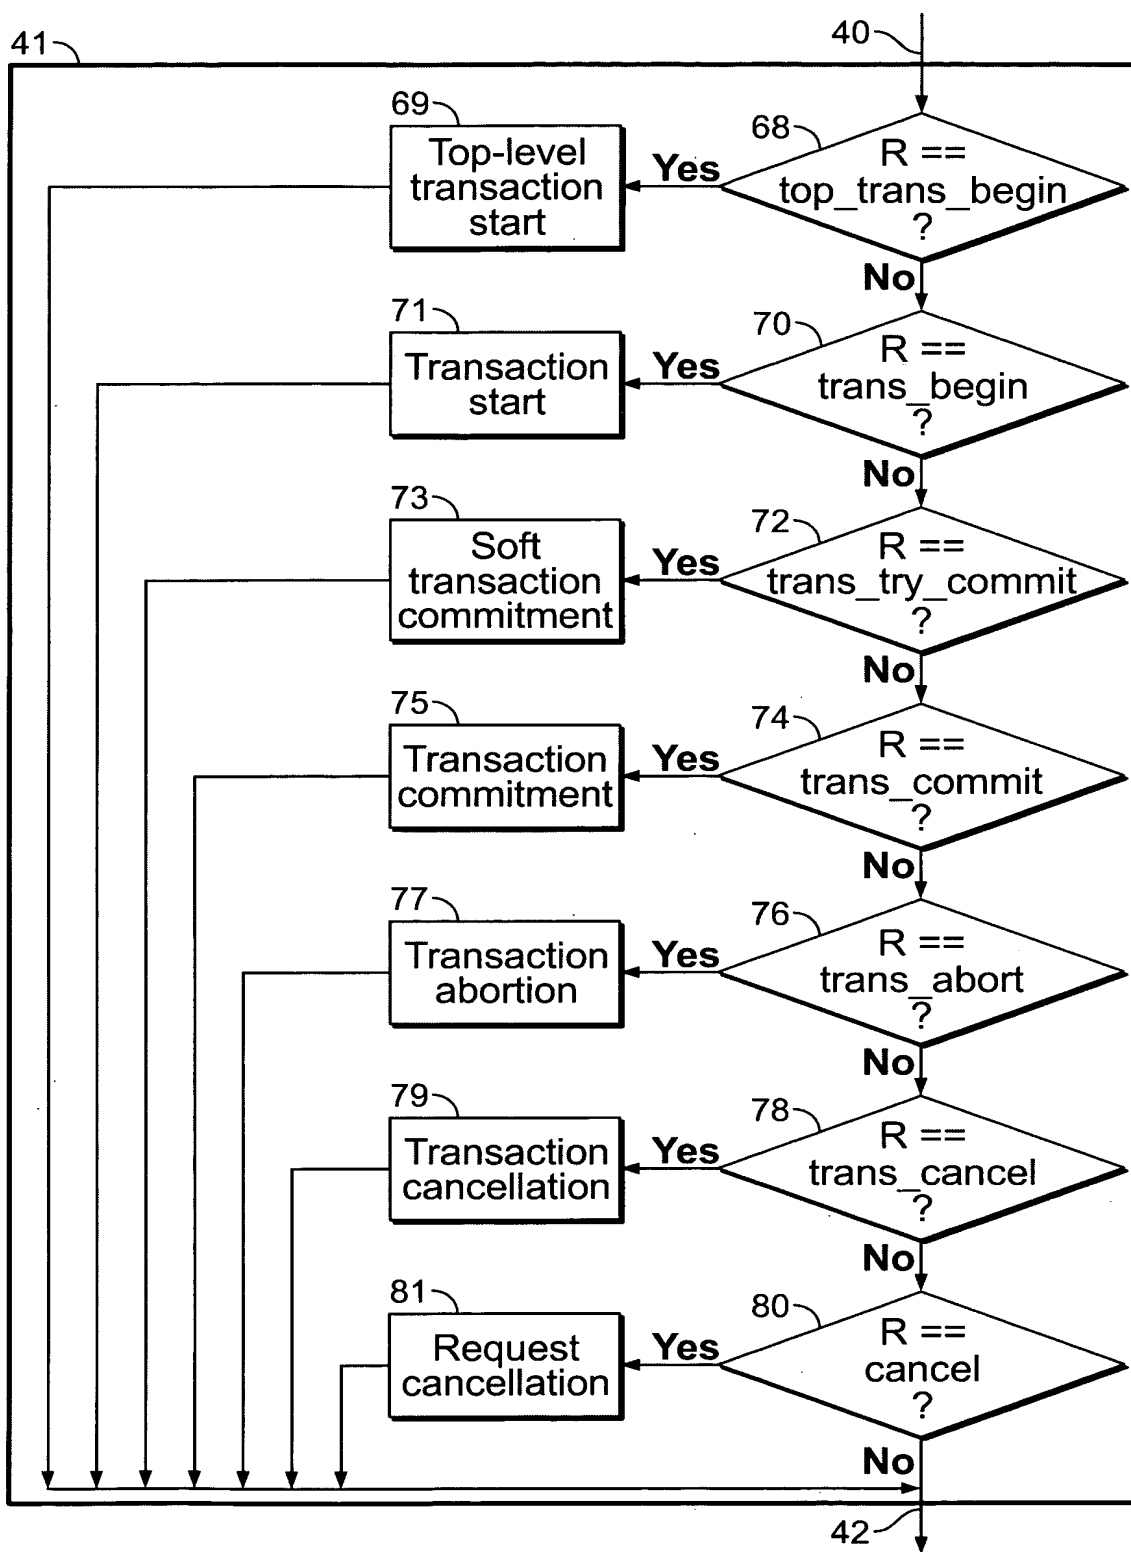 41
40
69
68
Top-level
transaction
start
Yes
R ==
top_trans_begin
?
No
71
70
Transaction
start
Yes
R ==
trans_begin
?
No
73
72
Soft
transaction
commitment
Yes
R ==
trans_try_commit
?
No
75
74
Transaction
commitment
Yes
R ==
trans_commit
?
No
77
76
Transaction
abortion
Yes
R ==
trans_abort
?
No
79
78
Transaction
cancellation
Yes
R ==
trans_cancel
?
No
81
80
Request
cancellation
Yes
R ==
cancel
?
No
42